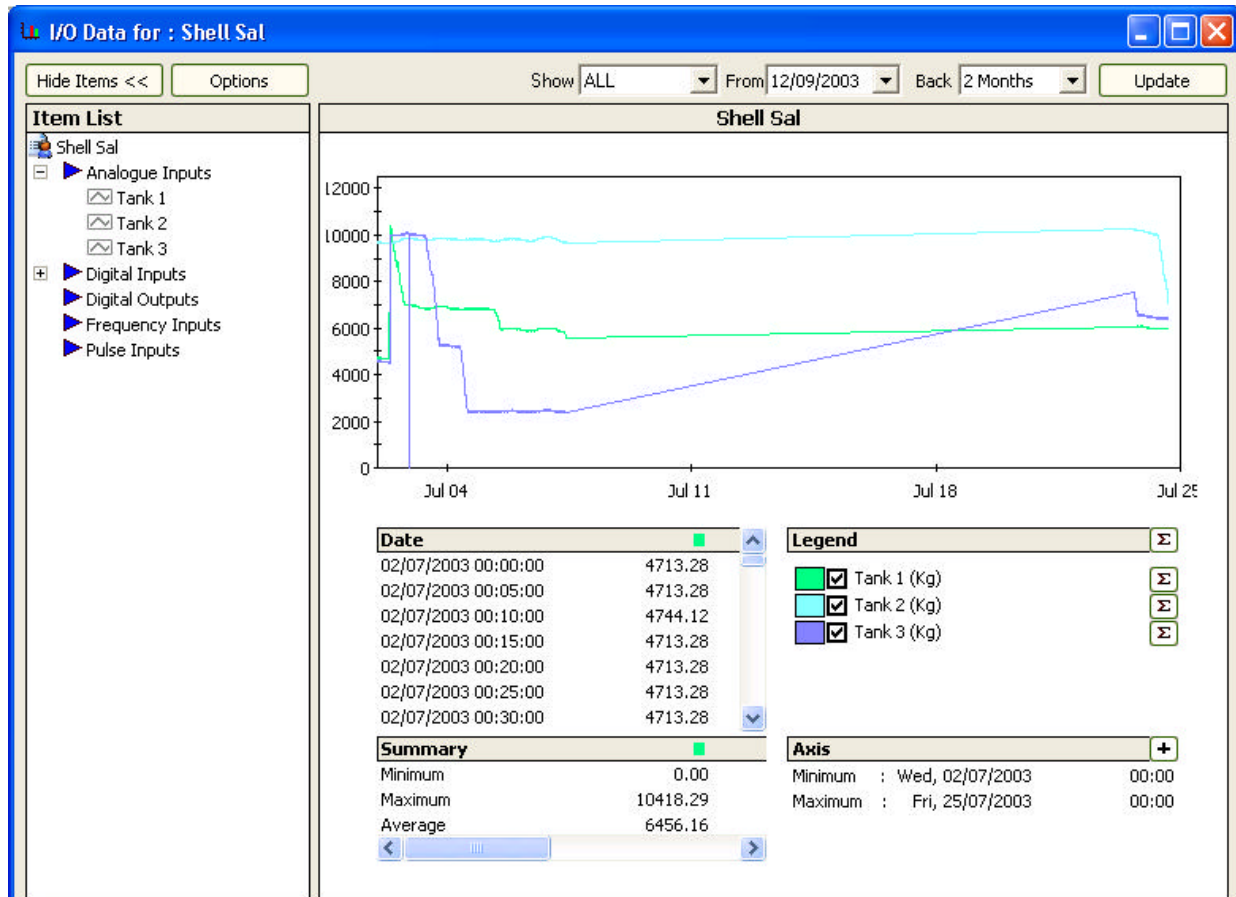 I/O Data for : Shell Sal
Hide Items <<
Options
Show ALL From 12/09/2003 Back 2 Months
Update
Item List
Shell Sal
Analogue Inputs
Tank 1
Tank 2
Tank 3
Digital Inputs
Digital Outputs
Frequency Inputs
Pulse Inputs
Shell Sal
12000
10000
8000
6000
4000
2000
0
Jul 04 Jul 11 Jul 18 Jul 25
Date
02/07/2003 00:00:00 4713.28
02/07/2003 00:05:00 4713.28
02/07/2003 00:10:00 4744.12
02/07/2003 00:15:00 4713.28
02/07/2003 00:20:00 4713.28
02/07/2003 00:25:00 4713.28
02/07/2003 00:30:00 4713.28
Summary
Minimum 0.00
Maximum 10418.29
Average 6456.16
Legend Σ
Tank 1 (Kg) Σ
Tank 2 (Kg) Σ
Tank 3 (Kg) Σ
Axis +
Minimum : Wed, 02/07/2003 00:00
Maximum : Fri, 25/07/2003 00:00